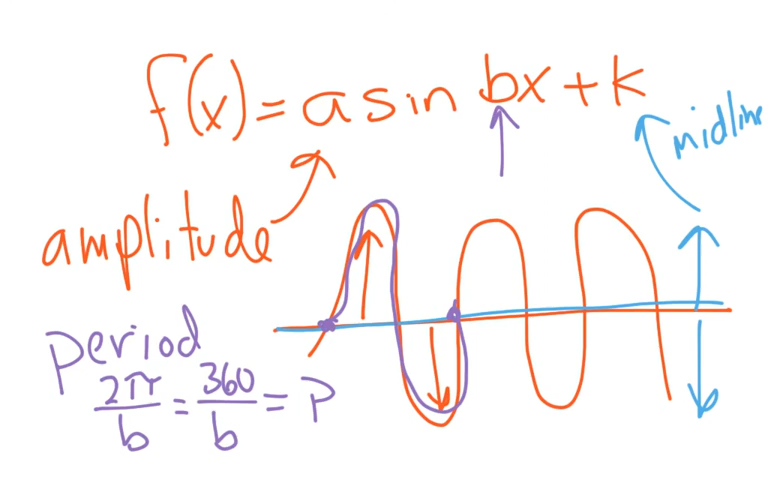 f(x) = a sin bx + k
midline
amplitude
period
2π/b = 360/b = P